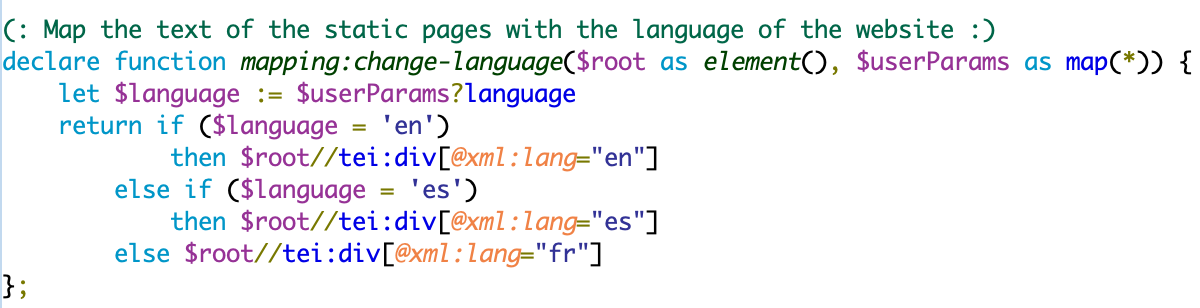 (: Map the text of the static pages with the language of the website :)
declare function mapping:change-language($root as element(), $userParams as map(*)) {
    let $language := $userParams?language
    return if ($language = 'en')
            then $root//tei:div[@xml:lang="en"]
        else if ($language = 'es')
            then $root//tei:div[@xml:lang="es"]
        else $root//tei:div[@xml:lang="fr"]
};